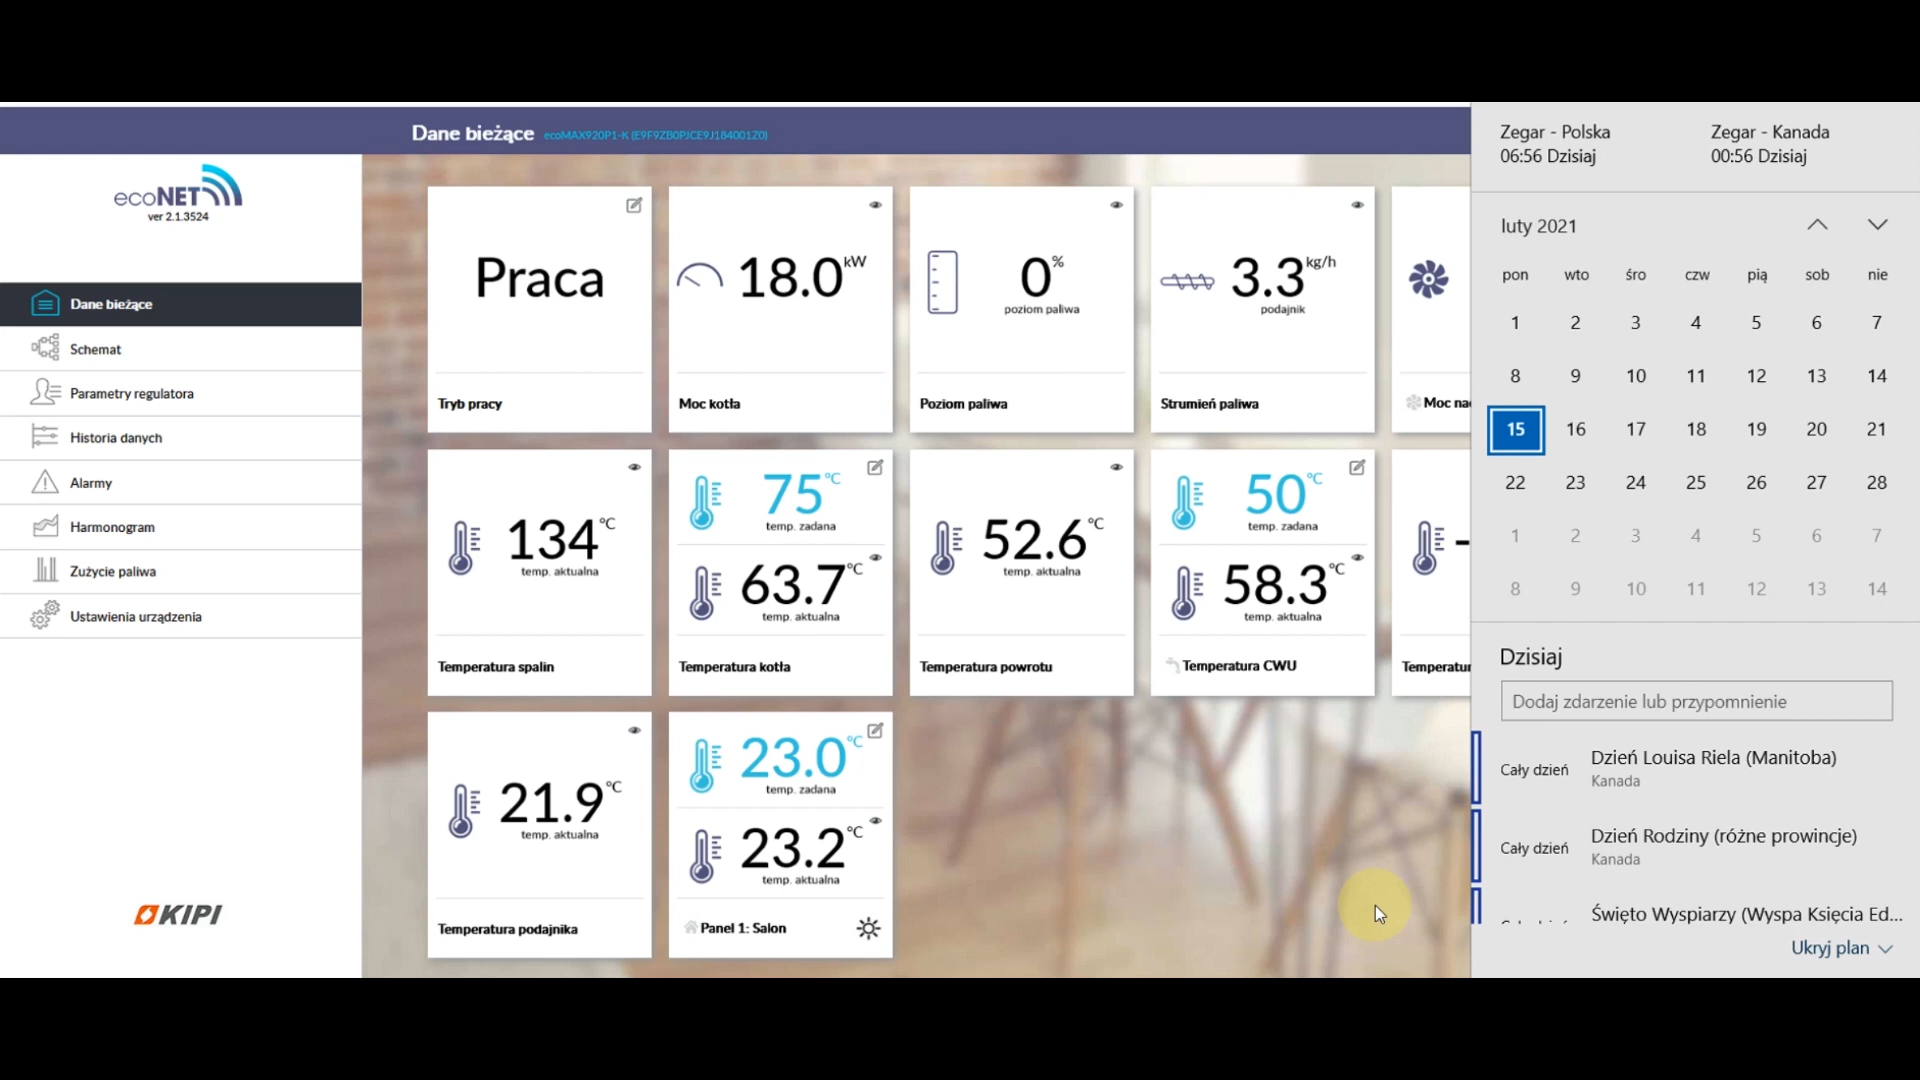 Dane bieżące ecoMAX920P1-K (E9F9ZB0PJCE9J184001Z0)
ecoNET
ver 2.1.3524
Dane bieżące
Schemat
Parametry regulatora
Historia danych
Alarmy
Harmonogram
Zużycie paliwa
Ustawienia urządzenia
KIPI
Praca
Tryb pracy
18.0 kW
Moc kotła
0 %
poziom paliwa
Poziom paliwa
3.3 kg/h
podajnik
Strumień paliwa
Moc
134 °C
temp. aktualna
Temperatura spalin
75 °C
temp. zadana
63.7 °C
temp. aktualna
Temperatura kotła
52.6 °C
temp. aktualna
Temperatura powrotu
50 °C
temp. zadana
58.3 °C
temp. aktualna
Temperatura CWU
-
Temperatur
21.9 °C
temp. aktualna
Temperatura podajnika
23.0 °C
temp. zadana
23.2 °C
temp. aktualna
Panel 1: Salon
Zegar - Polska
06:56 Dzisiaj
Zegar - Kanada
00:56 Dzisiaj
luty 2021
pon wto śro czw pią sob nie
1 2 3 4 5 6 7
8 9 10 11 12 13 14
15 16 17 18 19 20 21
22 23 24 25 26 27 28
1 2 3 4 5 6 7
8 9 10 11 12 13 14
Dzisiaj
Dodaj zdarzenie lub przypomnienie
Cały dzień
Dzień Louisa Riela (Manitoba)
Kanada
Cały dzień
Dzień Rodziny (różne prowincje)
Kanada
Święto Wyspiarzy (Wyspa Księcia Ed...
Ukryj plan